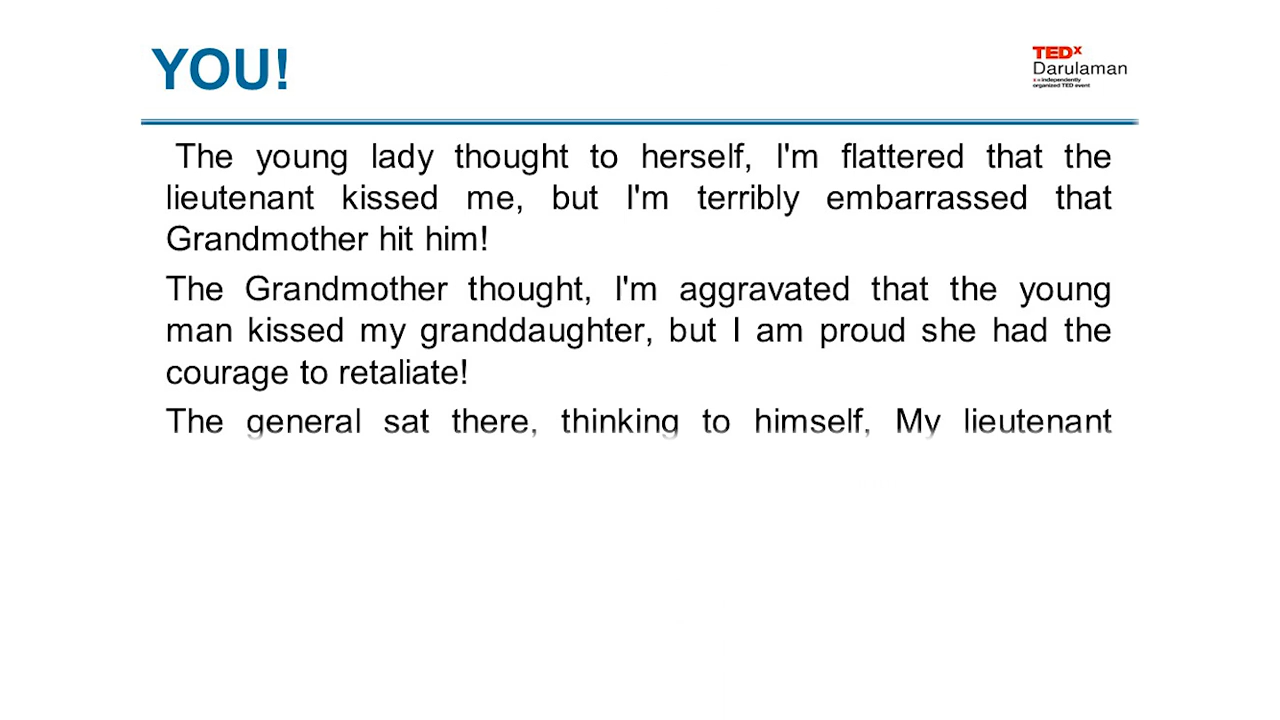 YOU!
TEDx
Darulaman
x = independently
organized TED event
The young lady thought to herself, I'm flattered that the
lieutenant kissed me, but I'm terribly embarrassed that
Grandmother hit him!
The Grandmother thought, I'm aggravated that the young
man kissed my granddaughter, but I am proud she had the
courage to retaliate!
The general sat there, thinking to himself, My lieutenant